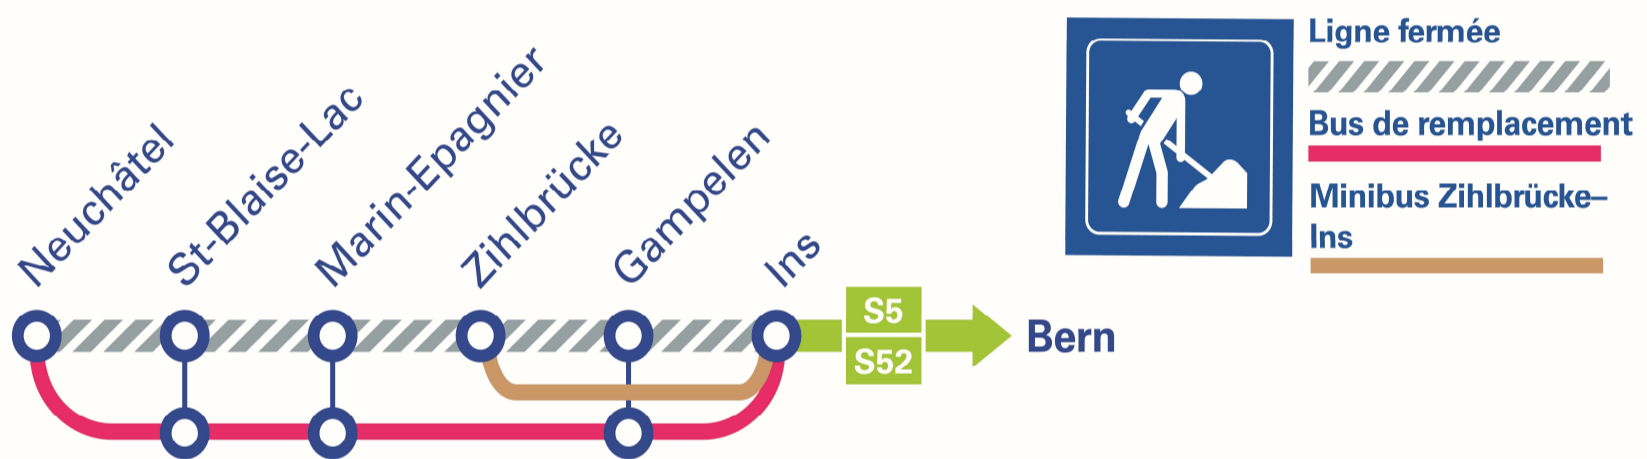 Neuchâtel
St-Blaise-Lac
Marin-Epagnier
Zihlbrücke
Gampelen
Ins
S5
S52
Bern
Ligne fermée
Bus de remplacement
Minibus Zihlbrücke–
Ins